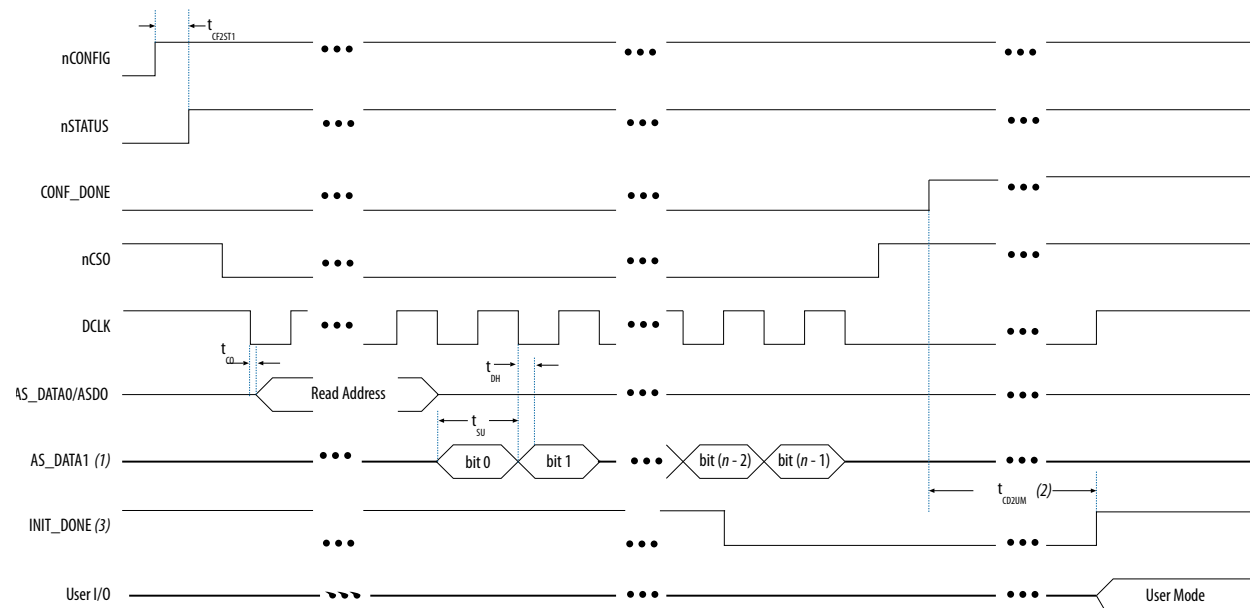 t CF2ST1
nCONFIG
nSTATUS
CONF_DONE
nCSO
DCLK
t CO
t DH
AS_DATA0/ASDO
Read Address
t SU
AS_DATA1 (1)
bit 0
bit 1
bit (n - 2)
bit (n - 1)
t CD2UM (2)
INIT_DONE (3)
User I/O
User Mode